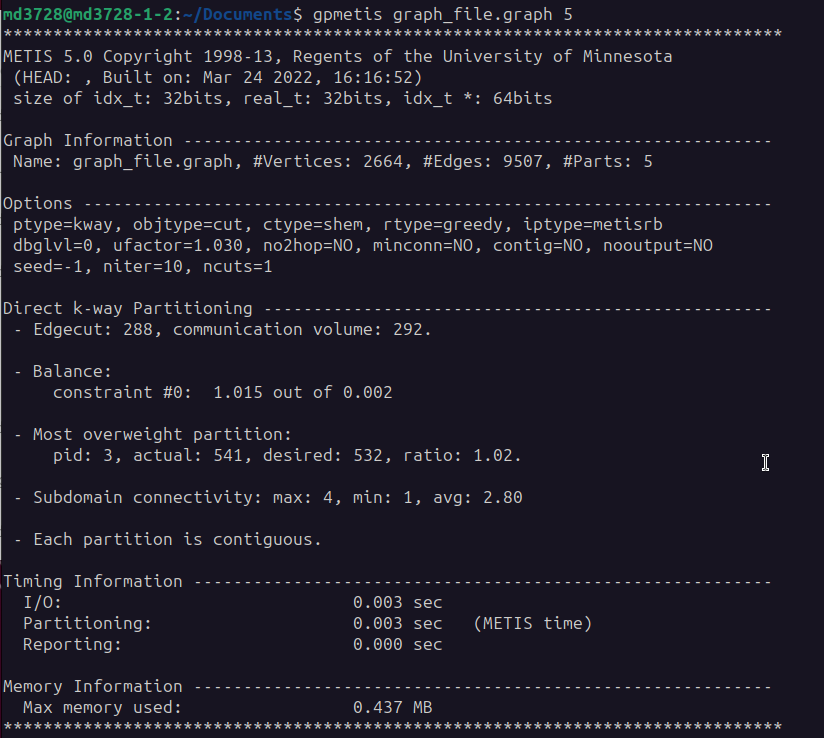 md3728@md3728-1-2:~/Documents$ gpmetis graph_file.graph 5
******************************************************************************
METIS 5.0 Copyright 1998-13, Regents of the University of Minnesota
 (HEAD: , Built on: Mar 24 2022, 16:16:52)
 size of idx_t: 32bits, real_t: 32bits, idx_t *: 64bits

Graph Information -----------------------------------------------------------
 Name: graph_file.graph, #Vertices: 2664, #Edges: 9507, #Parts: 5

Options ---------------------------------------------------------------------
 ptype=kway, objtype=cut, ctype=shem, rtype=greedy, iptype=metisrb
 dbglvl=0, ufactor=1.030, no2hop=NO, minconn=NO, contig=NO, nooutput=NO
 seed=-1, niter=10, ncuts=1

Direct k-way Partitioning ---------------------------------------------------
 - Edgecut: 288, communication volume: 292.

 - Balance:
     constraint #0:  1.015 out of 0.002

 - Most overweight partition:
     pid: 3, actual: 541, desired: 532, ratio: 1.02.

 - Subdomain connectivity: max: 4, min: 1, avg: 2.80

 - Each partition is contiguous.

Timing Information ----------------------------------------------------------
  I/O:                             0.003 sec
  Partitioning:                    0.003 sec   (METIS time)
  Reporting:                       0.000 sec

Memory Information ----------------------------------------------------------
  Max memory used:                 0.437 MB
******************************************************************************